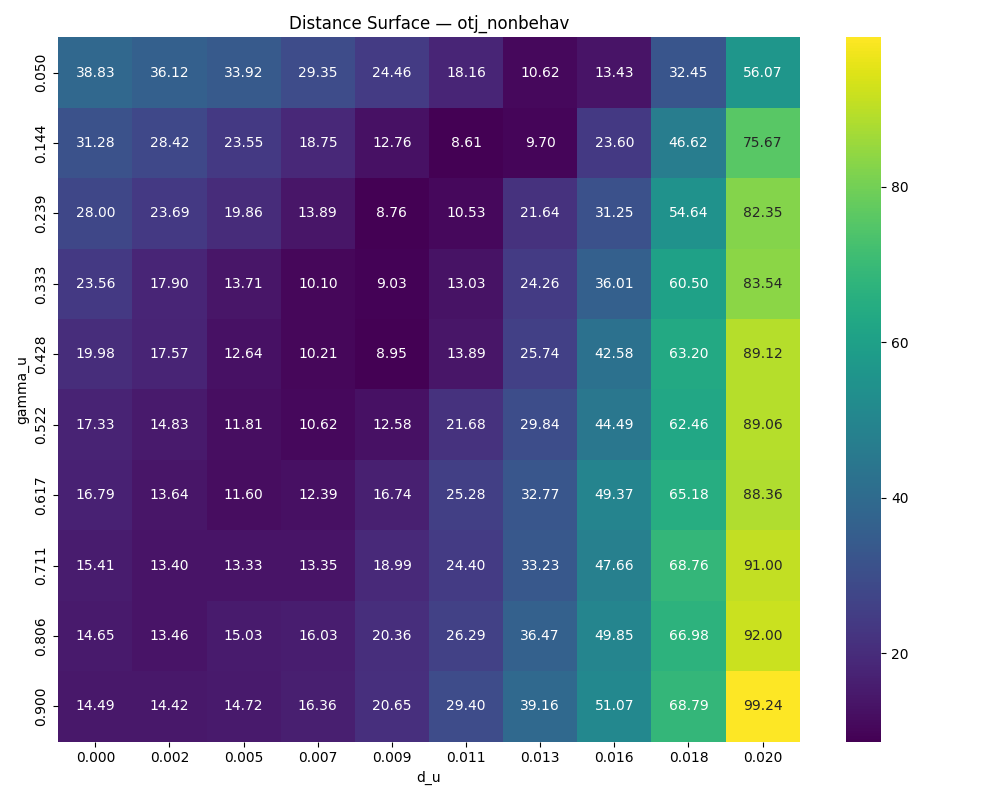 Distance Surface — otj_nonbehav
0.050 38.83 36.12 33.92 29.35 24.46 18.16 10.62 13.43 32.45 56.07
0.144 31.28 28.42 23.55 18.75 12.76 8.61 9.70 23.60 46.62 75.67
0.239 28.00 23.69 19.86 13.89 8.76 10.53 21.64 31.25 54.64 82.35
0.333 23.56 17.90 13.71 10.10 9.03 13.03 24.26 36.01 60.50 83.54
0.428 19.98 17.57 12.64 10.21 8.95 13.89 25.74 42.58 63.20 89.12
0.522 17.33 14.83 11.81 10.62 12.58 21.68 29.84 44.49 62.46 89.06
0.617 16.79 13.64 11.60 12.39 16.74 25.28 32.77 49.37 65.18 88.36
0.711 15.41 13.40 13.33 13.35 18.99 24.40 33.23 47.66 68.76 91.00
0.806 14.65 13.46 15.03 16.03 20.36 26.29 36.47 49.85 66.98 92.00
0.900 14.49 14.42 14.72 16.36 20.65 29.40 39.16 51.07 68.79 99.24
0.000 0.002 0.005 0.007 0.009 0.011 0.013 0.016 0.018 0.020
d_u
gamma_u
80
60
40
20